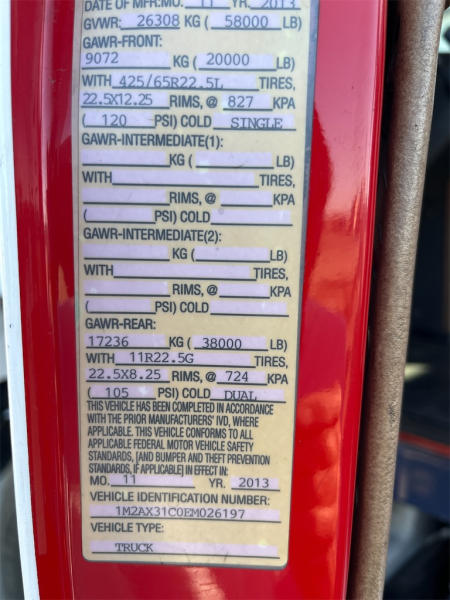 DATE OF MFR:MO. 11 YR. 2013
GVWR: 26308 KG ( 58000 LB)
GAWR-FRONT:
9072 KG ( 20000 LB)
WITH 425/65R22.5L TIRES,
22.5X12.25 RIMS, @ 827 KPA
( 120 PSI) COLD SINGLE
GAWR-INTERMEDIATE(1):
KG ( LB)
WITH TIRES,
RIMS, @ KPA
( PSI) COLD
GAWR-INTERMEDIATE(2):
KG ( LB)
WITH TIRES,
RIMS, @ KPA
( PSI) COLD
GAWR-REAR:
17236 KG ( 38000 LB)
WITH 11R22.5G TIRES,
22.5X8.25 RIMS, @ 724 KPA
( 105 PSI) COLD DUAL
THIS VEHICLE HAS BEEN COMPLETED IN ACCORDANCE
WITH THE PRIOR MANUFACTURERS' IVD, WHERE
APPLICABLE. THIS VEHICLE CONFORMS TO ALL
APPLICABLE FEDERAL MOTOR VEHICLE SAFETY
STANDARDS, [AND BUMPER AND THEFT PREVENTION
STANDARDS, IF APPLICABLE] IN EFFECT IN:
MO. 11 YR. 2013
VEHICLE IDENTIFICATION NUMBER:
1M2AX31C0EM026197
VEHICLE TYPE:
TRUCK